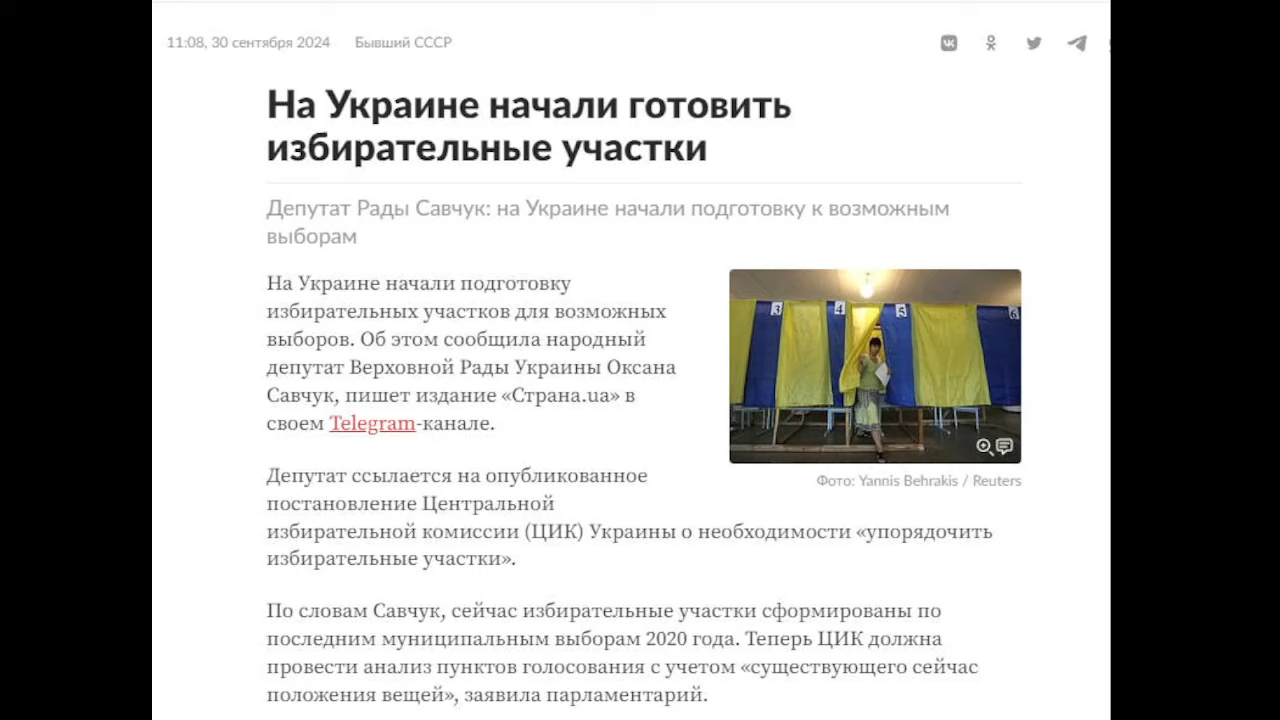 11:08, 30 сентября 2024 Бывший СССР
На Украине начали готовить
избирательные участки
Депутат Рады Савчук: на Украине начали подготовку к возможным
выборам
На Украине начали подготовку
избирательных участков для возможных
выборов. Об этом сообщила народный
депутат Верховной Рады Украины Оксана
Савчук, пишет издание «Страна.ua» в
своем Telegram-канале.
3 4 5 6
Фото: Yannis Behrakis / Reuters
Депутат ссылается на опубликованное
постановление Центральной
избирательной комиссии (ЦИК) Украины о необходимости «упорядочить
избирательные участки».
По словам Савчук, сейчас избирательные участки сформированы по
последним муниципальным выборам 2020 года. Теперь ЦИК должна
провести анализ пунктов голосования с учетом «существующего сейчас
положения вещей», заявила парламентарий.